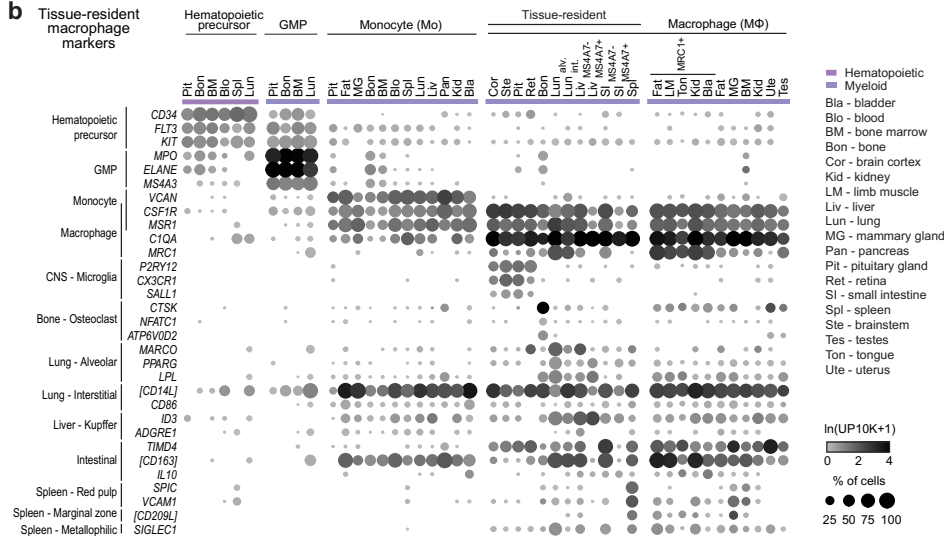 b
Tissue-resident
macrophage
markers
Hematopoietic
precursor
GMP
Monocyte (Mo)
Tissue-resident
Macrophage (MΦ)
MRC1+
Pit Bon BM Blo Spl Lun
Pit Bon BM Lun
Pit Fat MG Bon BM Blo Spl Lun Liv Pan Kid Bla
Cor Ste Pit Ret Bon Lun alv. Lun int. Liv MS4A7- Liv MS4A7+ SI MS4A7- SI MS4A7+ Spl
Fat LM Ton Kid Bla Fat MG BM Kid Ute Tes
Hematopoietic
precursor
CD34
FLT3
KIT
GMP
MPO
ELANE
MS4A3
Monocyte
VCAN
CSF1R
MSR1
Macrophage
C1QA
MRC1
CNS - Microglia
P2RY12
CX3CR1
SALL1
Bone - Osteoclast
CTSK
NFATC1
ATP6V0D2
Lung - Alveolar
MARCO
PPARG
LPL
Lung - Interstitial
[CD14L]
CD86
Liver - Kupffer
ID3
ADGRE1
Intestinal
TIMD4
[CD163]
IL10
Spleen - Red pulp
SPIC
VCAM1
Spleen - Marginal zone
[CD209L]
Spleen - Metallophilic
SIGLEC1
Hematopoietic
Myeloid
Bla - bladder
Blo - blood
BM - bone marrow
Bon - bone
Cor - brain cortex
Kid - kidney
LM - limb muscle
Liv - liver
Lun - lung
MG - mammary gland
Pan - pancreas
Pit - pituitary gland
Ret - retina
SI - small intestine
Spl - spleen
Ste - brainstem
Tes - testes
Ton - tongue
Ute - uterus
ln(UP10K+1)
0 2 4
% of cells
25 50 75 100